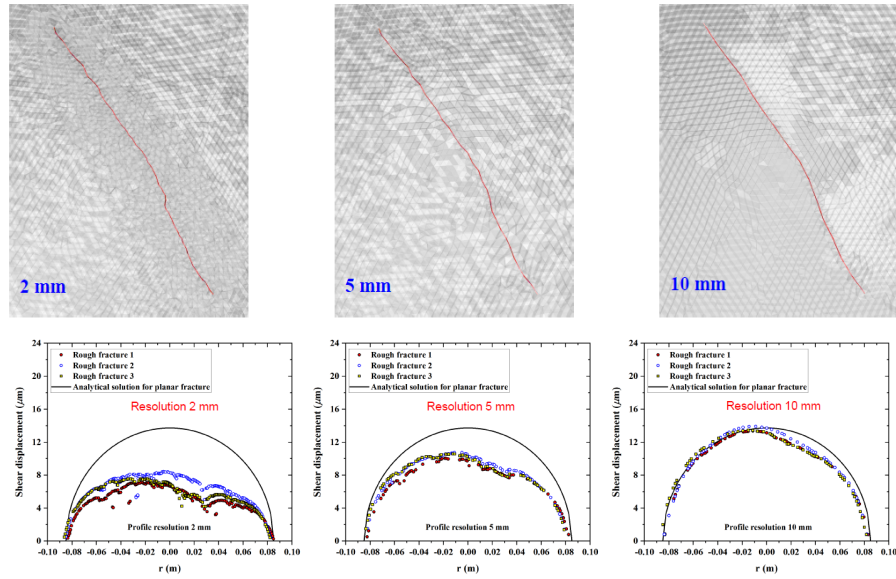 2 mm
5 mm
10 mm
24
20
16
12
8
4
0
Shear displacement (μm)
Rough fracture 1
Rough fracture 2
Rough fracture 3
Analytical solution for planar fracture
Resolution 2 mm
Profile resolution 2 mm
-0.10 -0.08 -0.06 -0.04 -0.02 0.00 0.02 0.04 0.06 0.08 0.10
r (m)
24
20
16
12
8
4
0
Shear displacement (μm)
Rough fracture 1
Rough fracture 2
Rough fracture 3
Analytical solution for planar fracture
Resolution 5 mm
Profile resolution 5 mm
-0.10 -0.08 -0.06 -0.04 -0.02 0.00 0.02 0.04 0.06 0.08 0.10
r (m)
24
20
16
12
8
4
0
Shear displacement (μm)
Rough fracture 1
Rough fracture 2
Rough fracture 3
Analytical solution for planar fracture
Resolution 10 mm
Profile resolution 10 mm
-0.10 -0.08 -0.06 -0.04 -0.02 0.00 0.02 0.04 0.06 0.08 0.10
r (m)